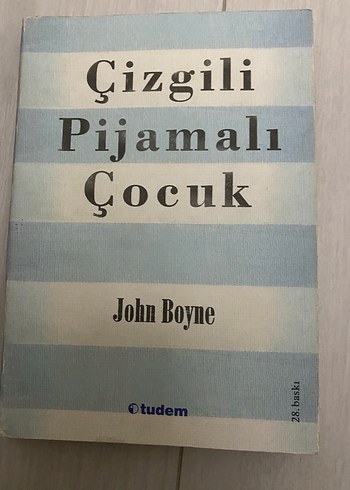 Çizgili
Pijamalı
Çocuk
John Boyne
tudem
28. baskı